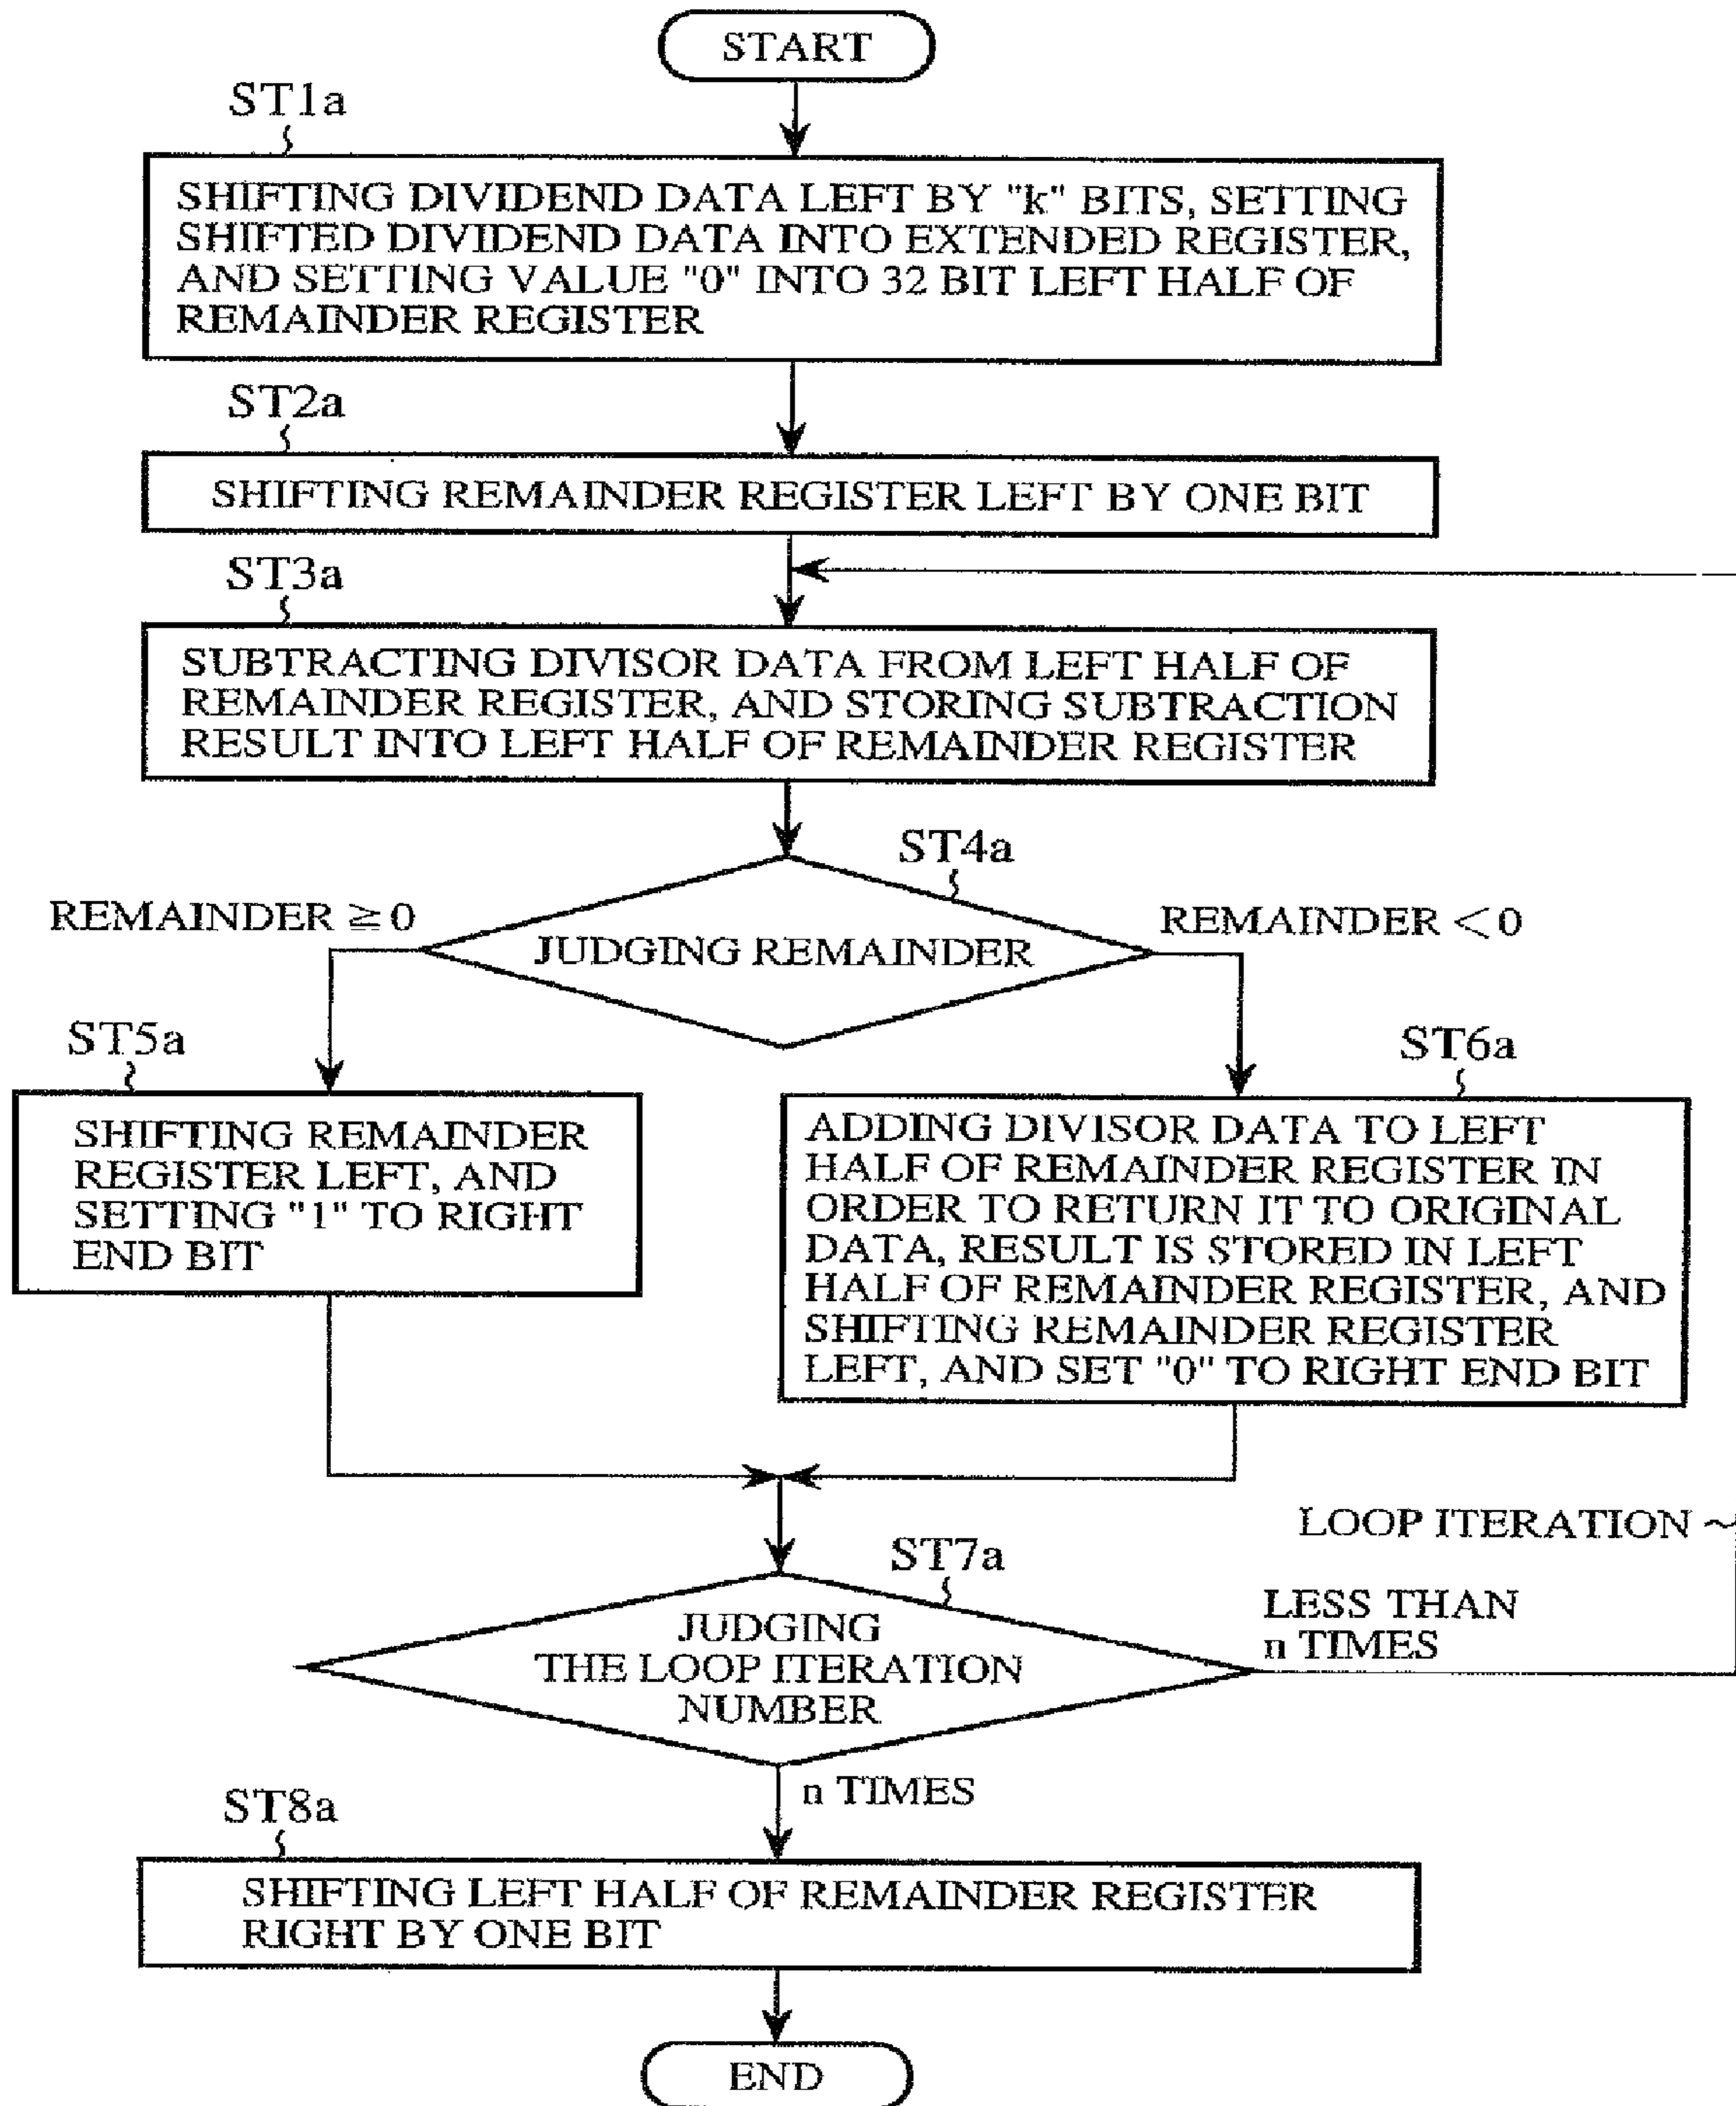 START
ST1a
SHIFTING DIVIDEND DATA LEFT BY "k" BITS, SETTING
SHIFTED DIVIDEND DATA INTO EXTENDED REGISTER,
AND SETTING VALUE "0" INTO 32 BIT LEFT HALF OF
REMAINDER REGISTER
ST2a
SHIFTING REMAINDER REGISTER LEFT BY ONE BIT
ST3a
SUBTRACTING DIVISOR DATA FROM LEFT HALF OF
REMAINDER REGISTER, AND STORING SUBTRACTION
RESULT INTO LEFT HALF OF REMAINDER REGISTER
ST4a
REMAINDER ≧ 0
REMAINDER < 0
JUDGING REMAINDER
ST5a
SHIFTING REMAINDER
REGISTER LEFT, AND
SETTING "1" TO RIGHT
END BIT
ST6a
ADDING DIVISOR DATA TO LEFT
HALF OF REMAINDER REGISTER IN
ORDER TO RETURN IT TO ORIGINAL
DATA, RESULT IS STORED IN LEFT
HALF OF REMAINDER REGISTER, AND
SHIFTING REMAINDER REGISTER
LEFT, AND SET "0" TO RIGHT END BIT
LOOP ITERATION
ST7a
JUDGING
THE LOOP ITERATION
NUMBER
LESS THAN
n TIMES
n TIMES
ST8a
SHIFTING LEFT HALF OF REMAINDER REGISTER
RIGHT BY ONE BIT
END